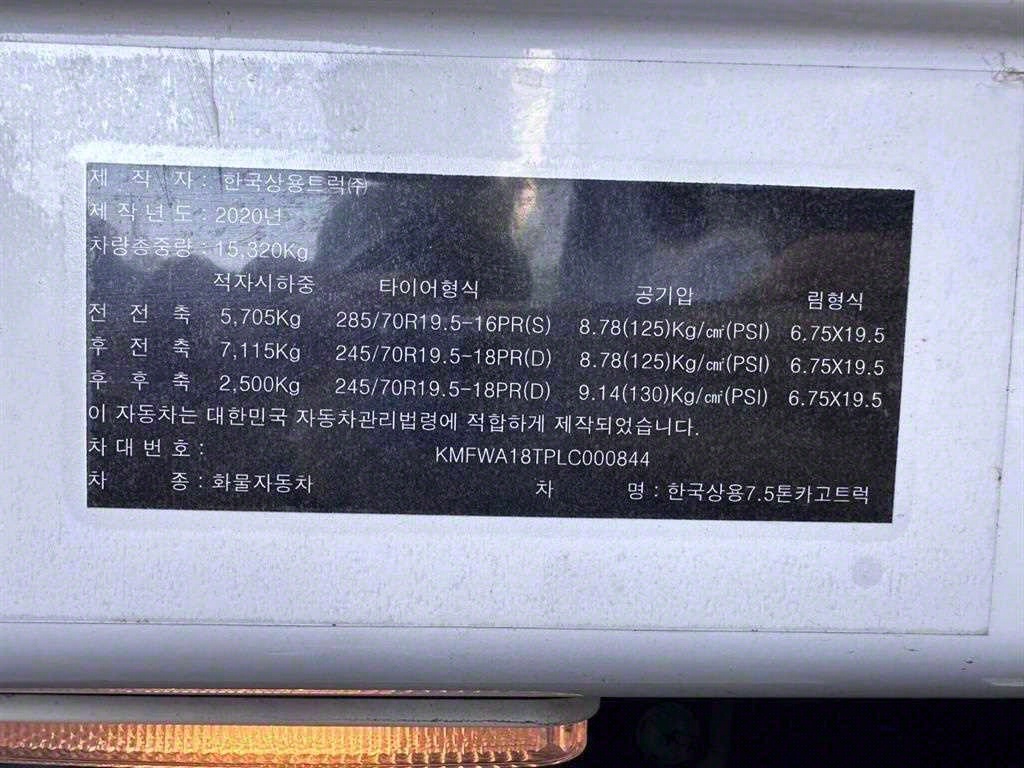 제 작 자 : 한국상용트럭㈜
제 작 년 도 : 2020년
차량총중량 : 15,320Kg
적자시하중 타이어형식 공기압 림형식
전 전 축 5,705Kg 285/70R19.5-16PR(S) 8.78(125)Kg/㎠(PSI) 6.75X19.5
후 전 축 7,115Kg 245/70R19.5-18PR(D) 8.78(125)Kg/㎠(PSI) 6.75X19.5
후 후 축 2,500Kg 245/70R19.5-18PR(D) 9.14(130)Kg/㎠(PSI) 6.75X19.5
이 자동차는 대한민국 자동차관리법령에 적합하게 제작되었습니다.
차 대 번 호 : KMFWA18TPLC000844
차 종 : 화물자동차 차 명 : 한국상용7.5톤카고트럭